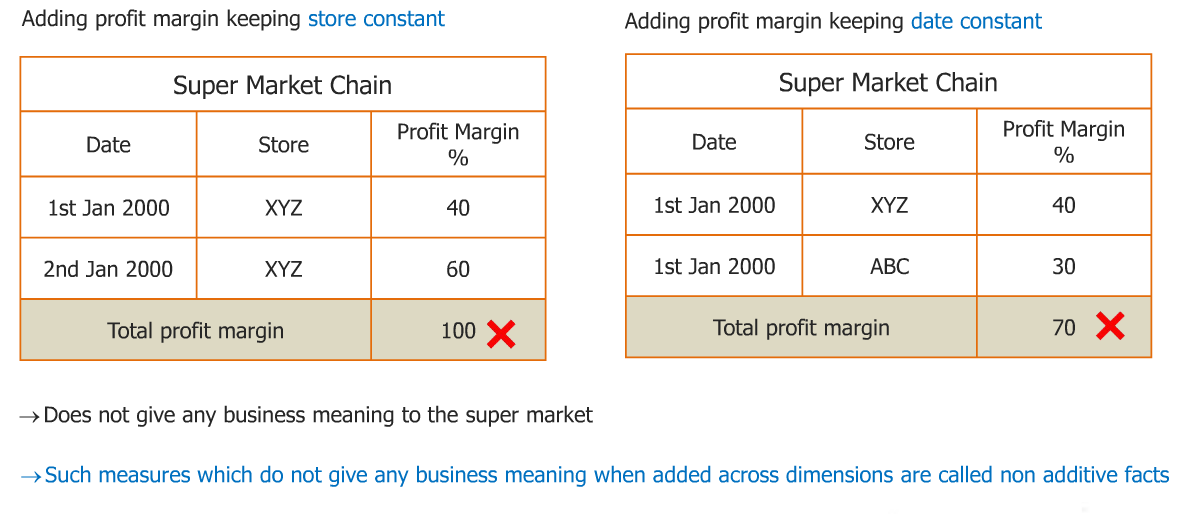 Adding profit margin keeping store constant
Super Market Chain
Date Store Profit Margin %
1st Jan 2000 XYZ 40
2nd Jan 2000 XYZ 60
Total profit margin 100
Adding profit margin keeping date constant
Super Market Chain
Date Store Profit Margin %
1st Jan 2000 XYZ 40
1st Jan 2000 ABC 30
Total profit margin 70
→Does not give any business meaning to the super market
→Such measures which do not give any business meaning when added across dimensions are called non additive facts